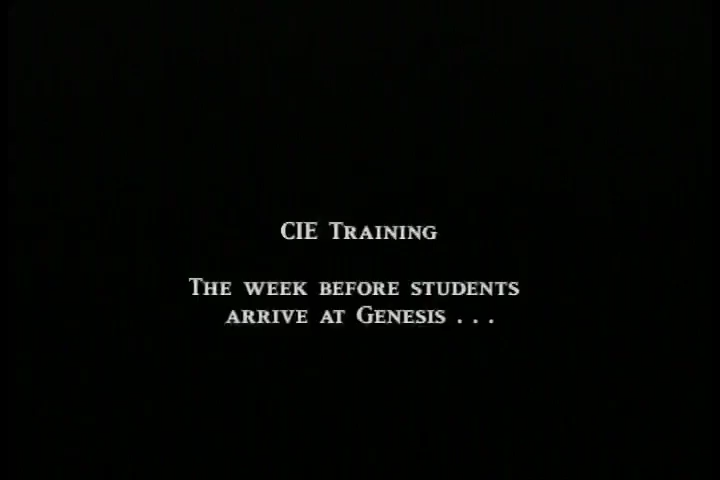 CIE Training
The week before students
arrive at Genesis . . .